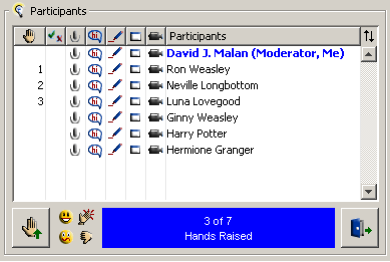 Participants
Participants
David J. Malan (Moderator, Me)
1 Ron Weasley
2 Neville Longbottom
3 Luna Lovegood
Ginny Weasley
Harry Potter
Hermione Granger
3 of 7
Hands Raised